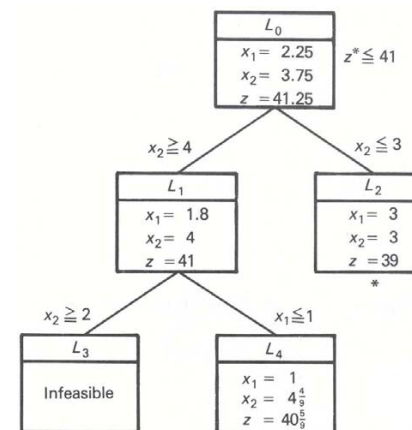 L₀
x₁ = 2.25
x₂ = 3.75
z = 41.25
z* ≦ 41
x₂ ≧ 4
x₂ ≦ 3
L₁
x₁ = 1.8
x₂ = 4
z = 41
L₂
x₁ = 3
x₂ = 3
z = 39
*
x₂ ≧ 2
x₁ ≦ 1
L₃
Infeasible
L₄
x₁ = 1
x₂ = 4 4/9
z = 40 5/9